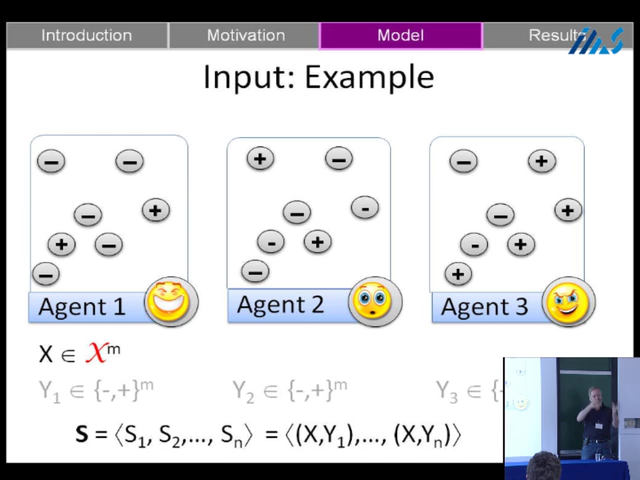 Introduction Motivation Model Results
IMS
Input: Example
− − + − − +
− + − - − +
+ − - + - +
− − +
Agent 1 Agent 2 Agent 3
X ∈ 𝒳ᵐ
Y₁ ∈ {-,+}ᵐ Y₂ ∈ {-,+}ᵐ Y₃ ∈ {-
S = ⟨S₁, S₂,..., Sₙ⟩ = ⟨(X,Y₁),..., (X,Yₙ)⟩